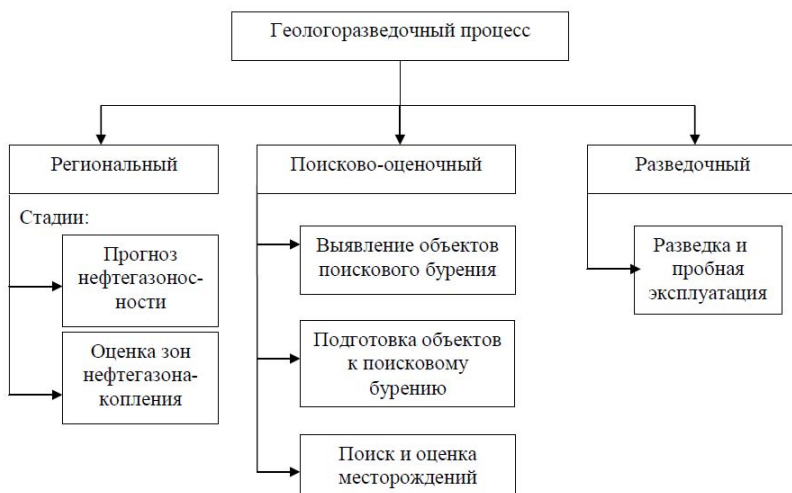 Геологоразведочный процесс
Региональный
Поисково-оценочный
Разведочный
Стадии:
Прогноз
нефтегазонос-
ности
Оценка зон
нефтегазона-
копления
Выявление объектов
поискового бурения
Подготовка объектов
к поисковому
бурению
Поиск и оценка
месторождений
Разведка и
пробная
эксплуатация